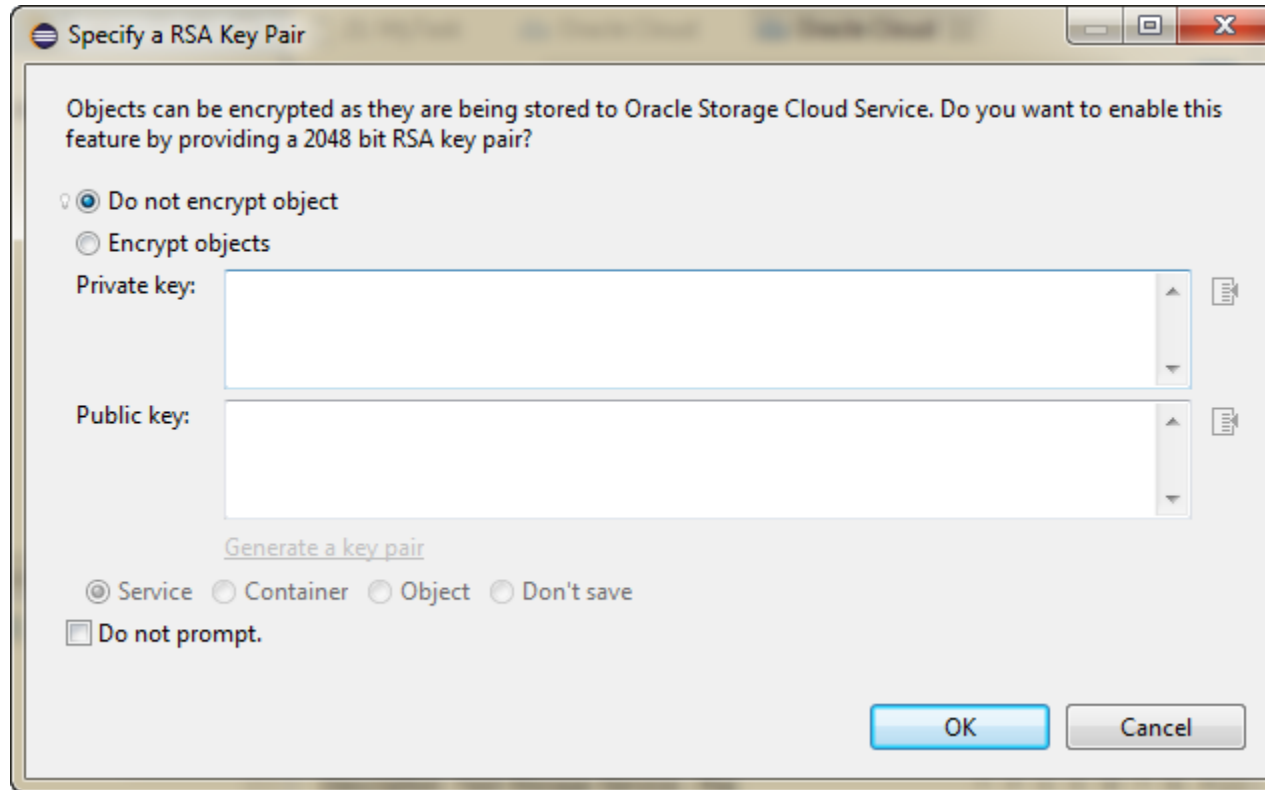 Specify a RSA Key Pair
Objects can be encrypted as they are being stored to Oracle Storage Cloud Service. Do you want to enable this
feature by providing a 2048 bit RSA key pair?
Do not encrypt object
Encrypt objects
Private key:
Public key:
Generate a key pair
Service Container Object Don't save
Do not prompt.
OK Cancel